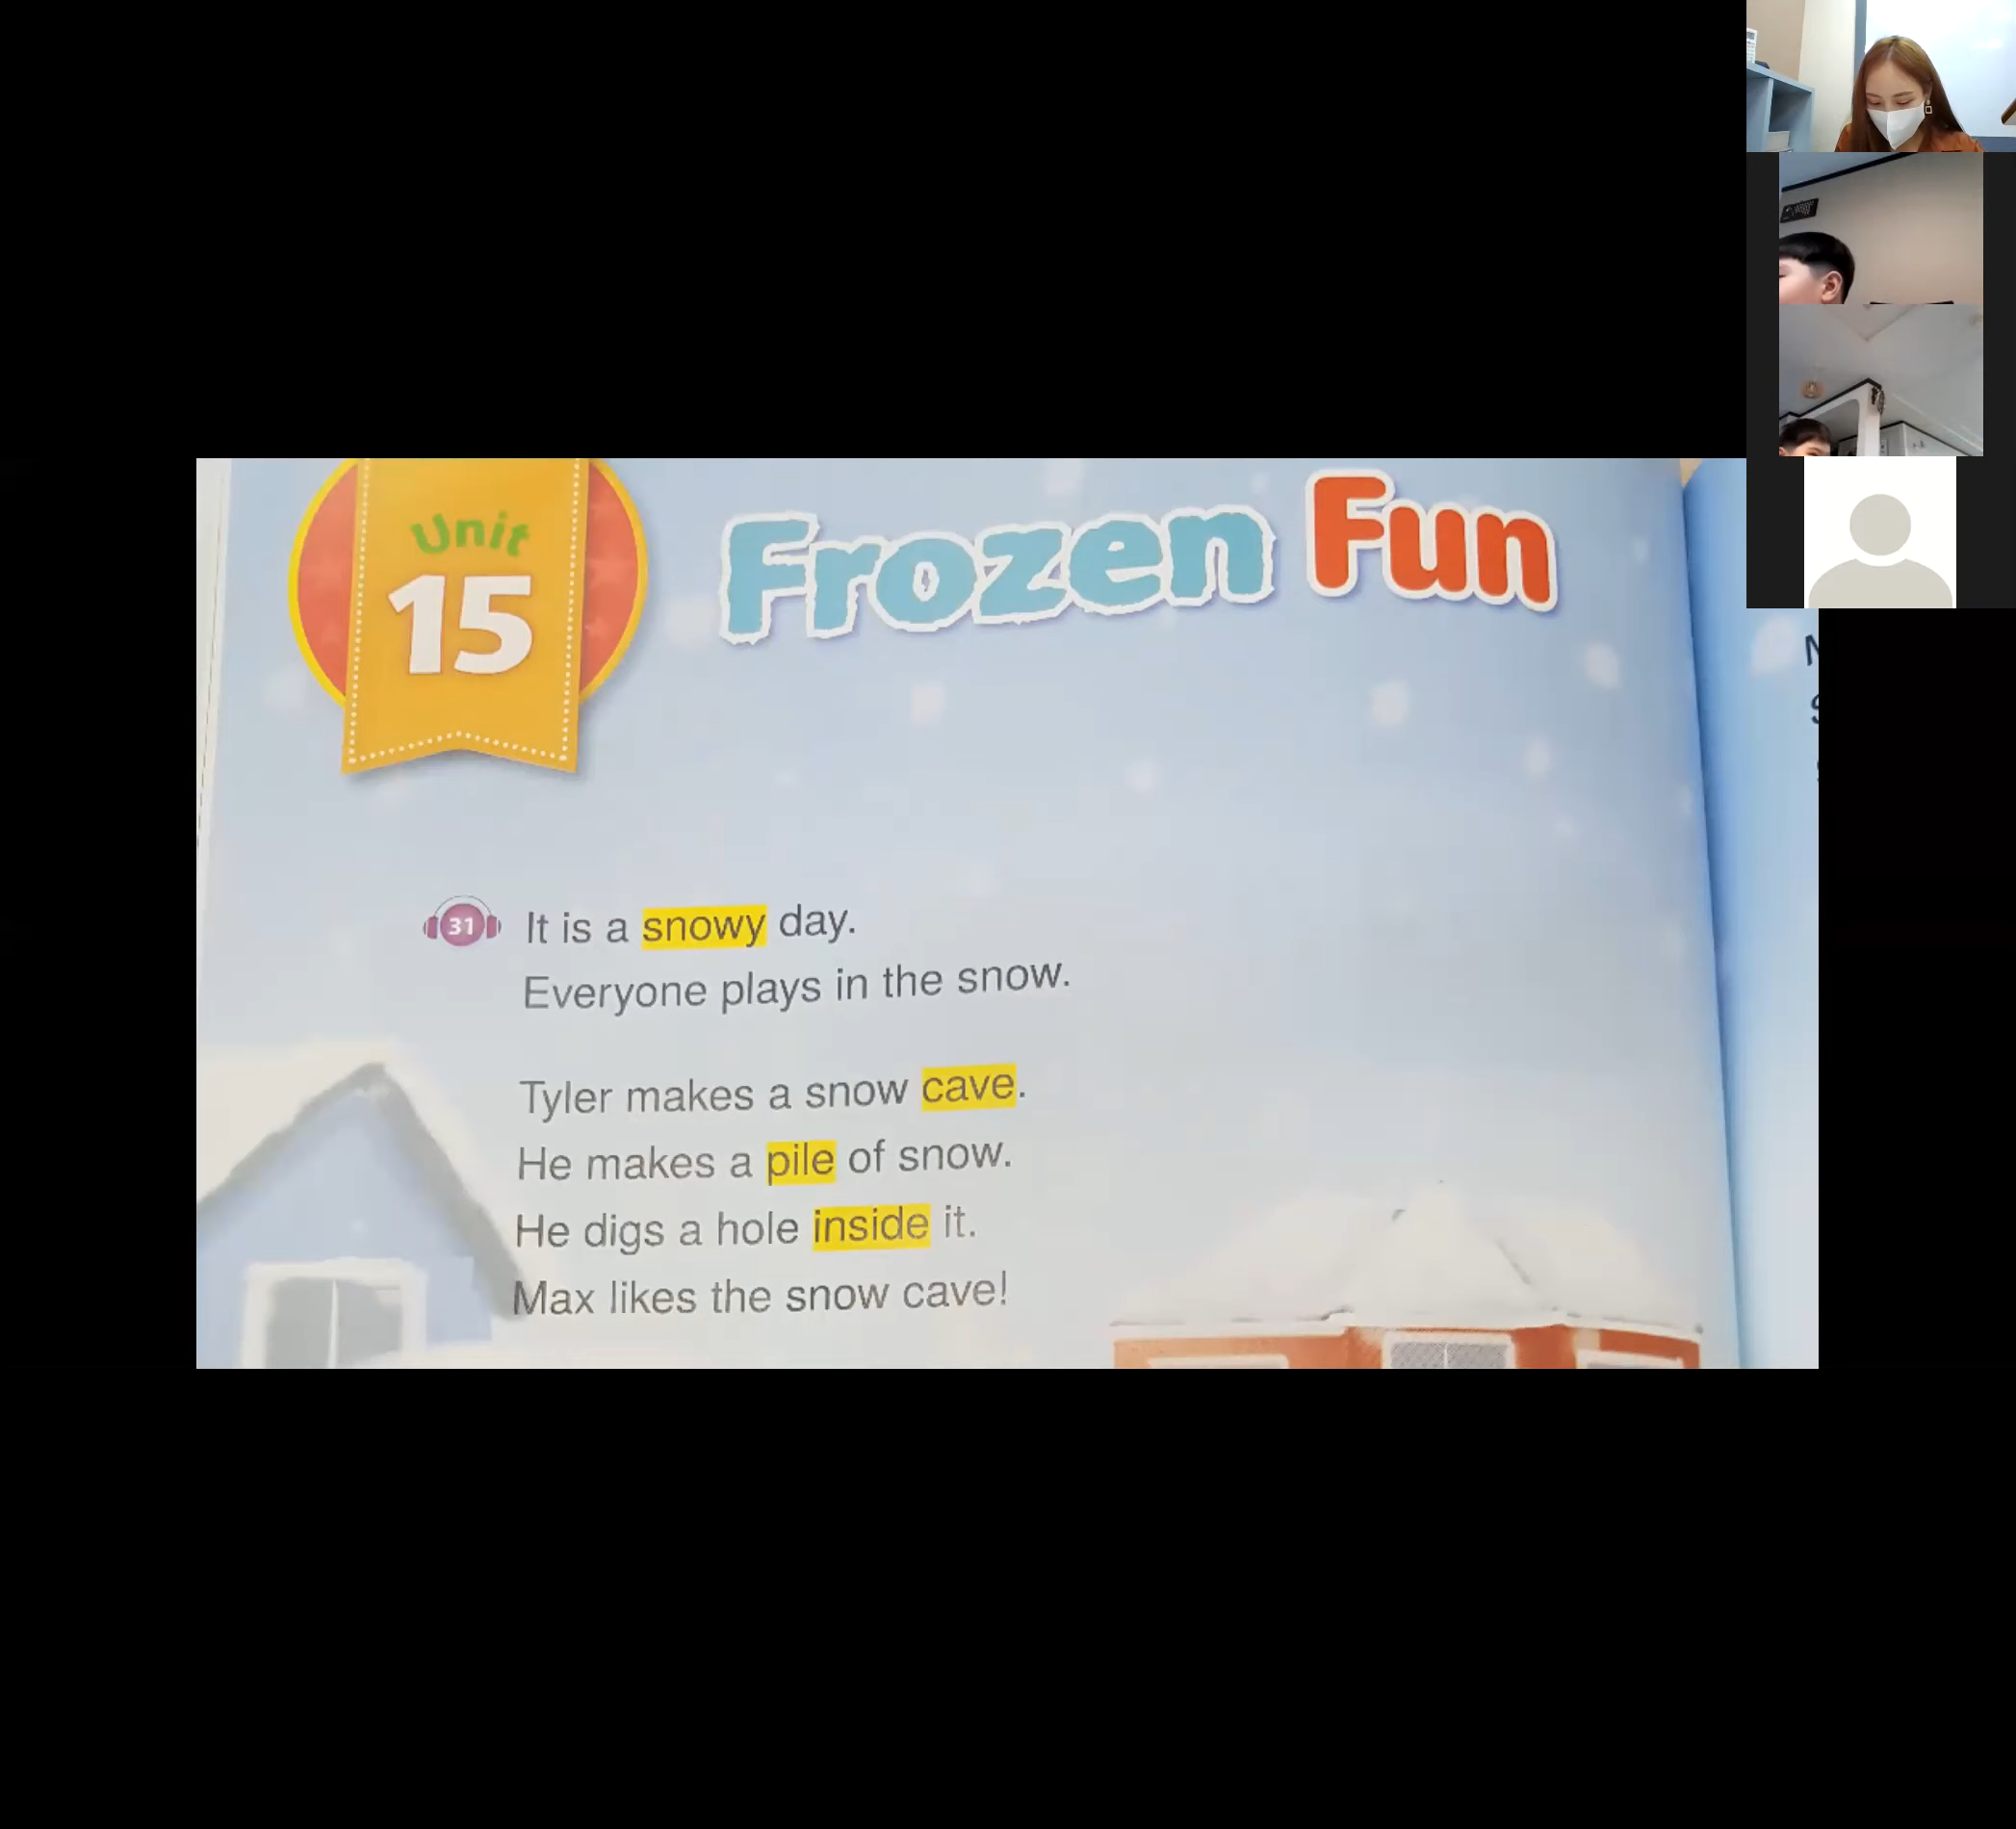 Unit
15
Frozen Fun
31
It is a snowy day.
Everyone plays in the snow.
Tyler makes a snow cave.
He makes a pile of snow.
He digs a hole inside it.
Max likes the snow cave!